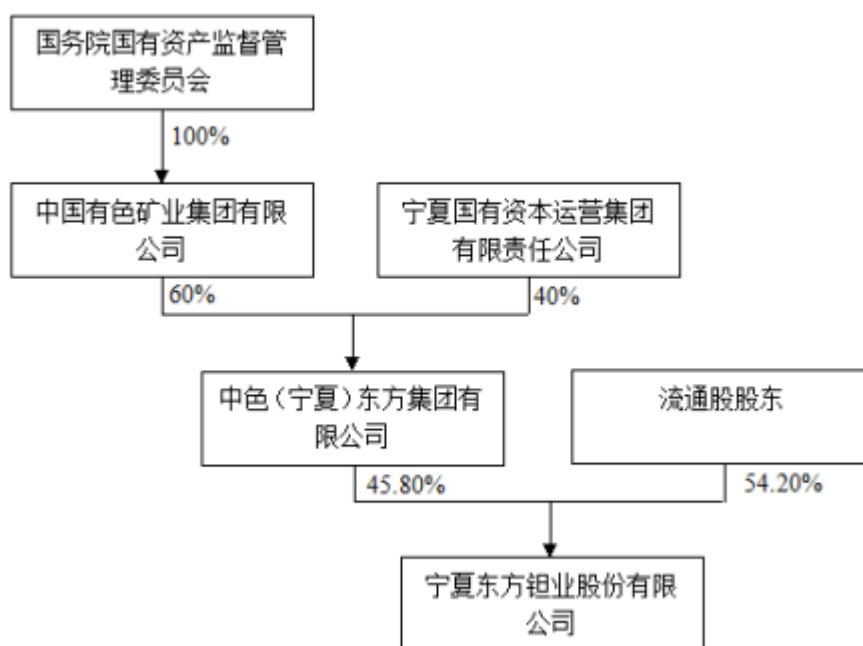 国务院国有资产监督管
理委员会
100%
中国有色矿业集团有限
公司
宁夏国有资本运营集团
有限责任公司
60%
40%
中色（宁夏）东方集团有
限公司
流通股股东
45.80%
54.20%
宁夏东方钽业股份有限
公司